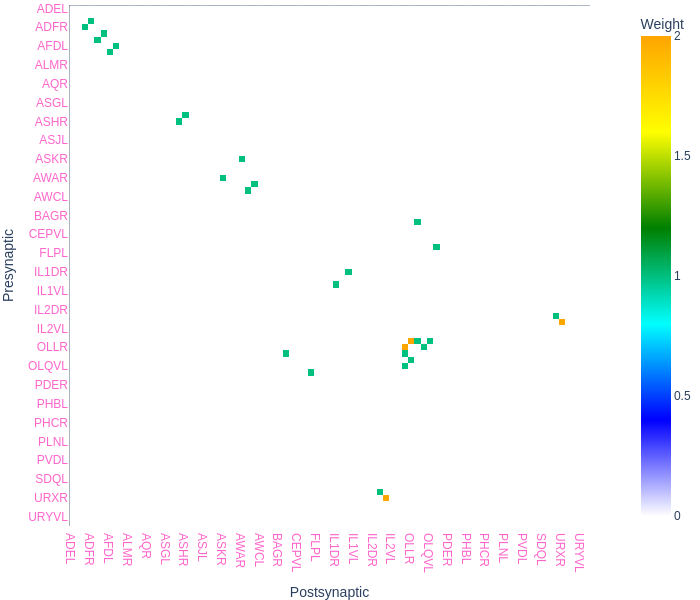 Weight
2
1.5
1
0.5
0
Presynaptic
ADEL
ADFR
AFDL
ALMR
AQR
ASGL
ASHR
ASJL
ASKR
AWAR
AWCL
BAGR
CEPVL
FLPL
IL1DR
IL1VL
IL2DR
IL2VL
OLLR
OLQVL
PDER
PHBL
PHCR
PLNL
PVDL
SDQL
URXR
URYVL
ADEL ADFR AFDL ALMR AQR ASGL ASHR ASJL ASKR AWAR AWCL BAGR CEPVL FLPL IL1DR IL1VL IL2DR IL2VL OLLR OLQVL PDER PHBL PHCR PLNL PVDL SDQL URXR URYVL
Postsynaptic